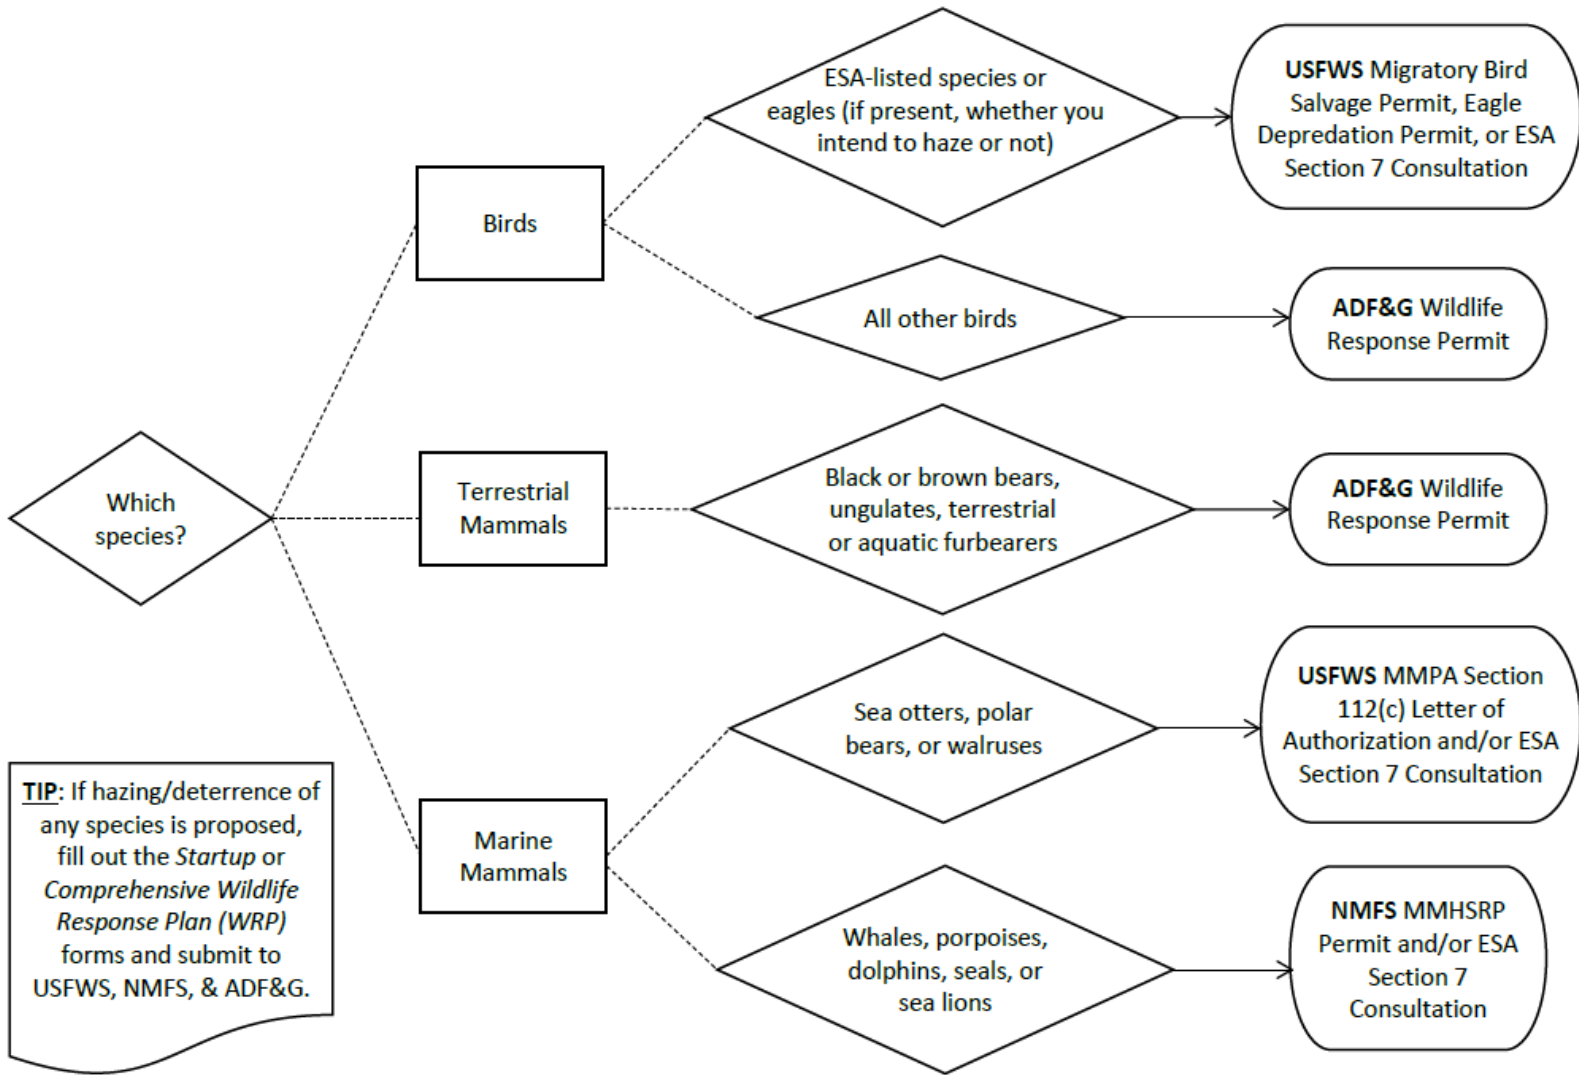 Which
species?
Birds
ESA-listed species or
eagles (if present, whether you
intend to haze or not)
USFWS Migratory Bird
Salvage Permit, Eagle
Depredation Permit, or ESA
Section 7 Consultation
All other birds
ADF&G Wildlife
Response Permit
Terrestrial
Mammals
Black or brown bears,
ungulates, terrestrial
or aquatic furbearers
ADF&G Wildlife
Response Permit
Marine
Mammals
Sea otters, polar
bears, or walruses
USFWS MMPA Section
112(c) Letter of
Authorization and/or ESA
Section 7 Consultation
Whales, porpoises,
dolphins, seals, or
sea lions
NMFS MMHSRP
Permit and/or ESA
Section 7
Consultation
TIP: If hazing/deterrence of
any species is proposed,
fill out the Startup or
Comprehensive Wildlife
Response Plan (WRP)
forms and submit to
USFWS, NMFS, & ADF&G.